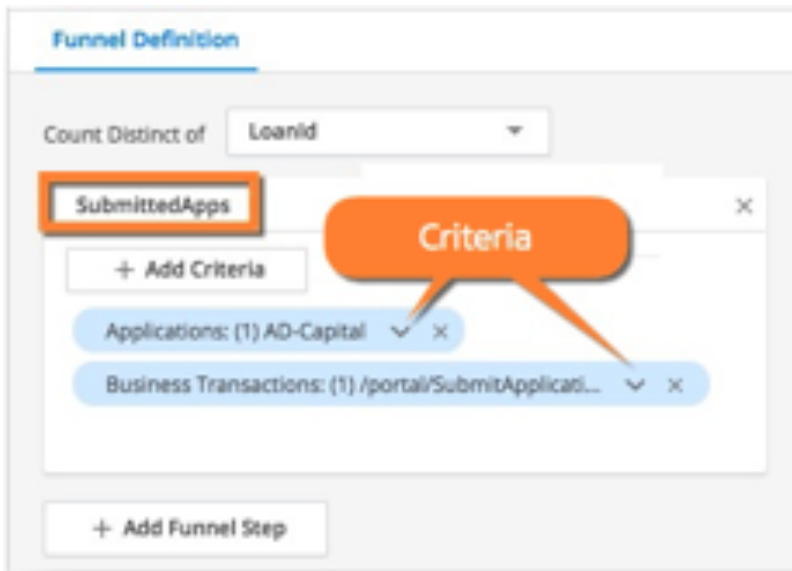 Funnel Definition
Count Distinct of LoanId
SubmittedApps
Criteria
+ Add Criteria
Applications: (1) AD-Capital
Business Transactions: (1) /portal/SubmitApplicati...
+ Add Funnel Step